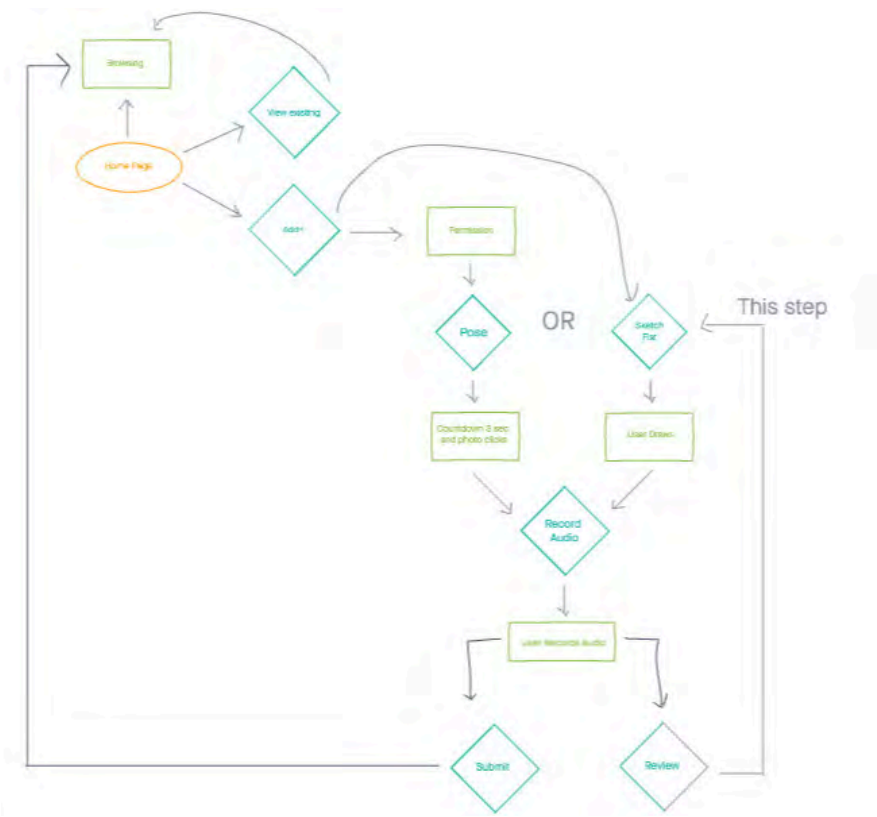 Browsing
View existing
Home Page
Add+
Permission
Pose
OR
Sketch
Flat
This step
Countdown 3 sec
and photo clicks
User Draws
Record
Audio
User Records Audio
Submit
Review